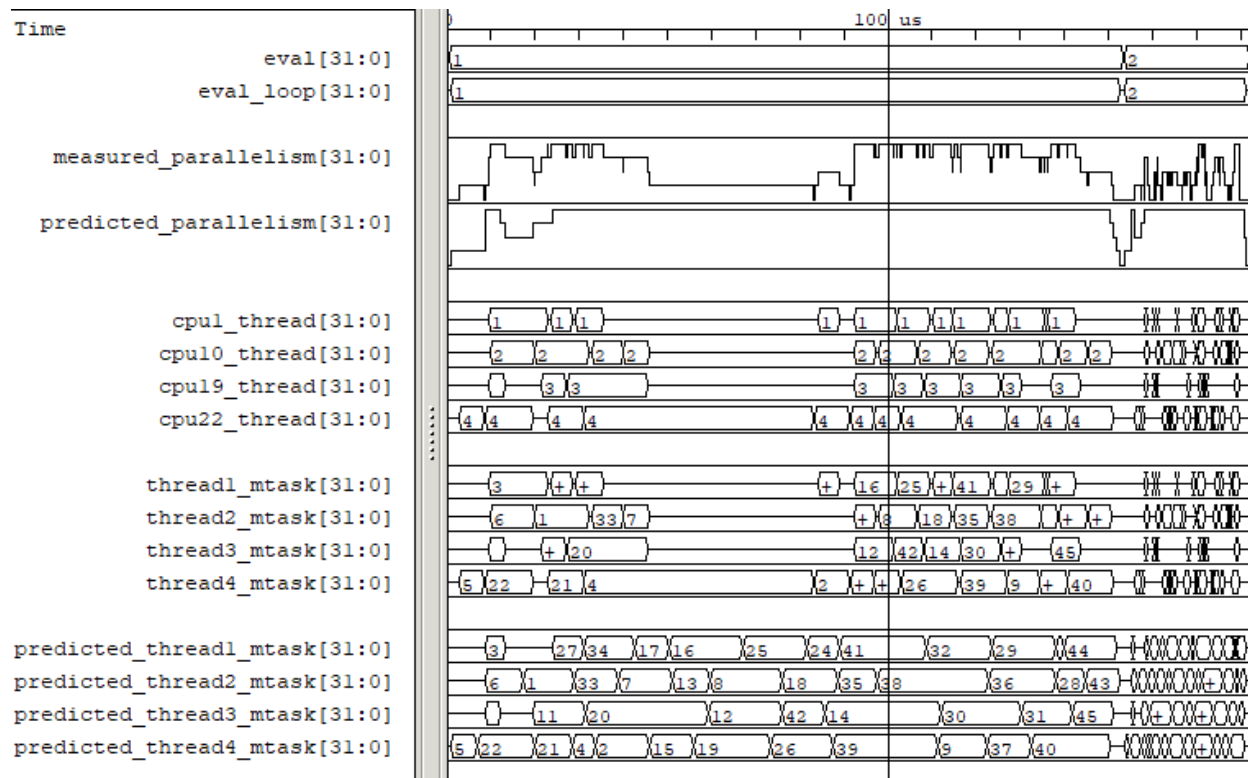 Time
0 100 us
eval[31:0] 1 2
eval_loop[31:0] 1 2
measured_parallelism[31:0]
predicted_parallelism[31:0]
cpu1_thread[31:0] 1 1 1 1 1 1 1 1 1 1
cpu10_thread[31:0] 2 2 2 2 2 2 2 2 2 2 2
cpu19_thread[31:0] 3 3 3 3 3 3 3 3
cpu22_thread[31:0] 4 4 4 4 4 4 4 4 4 4 4 4
thread1_mtask[31:0] 3 + + + 16 25 + 41 29 +
thread2_mtask[31:0] 6 1 33 7 + 8 18 35 38 + +
thread3_mtask[31:0] + 20 12 42 14 30 + 45
thread4_mtask[31:0] 5 22 21 4 2 + + 26 39 9 + 40
predicted_thread1_mtask[31:0] 3 27 34 17 16 25 24 41 32 29 44
predicted_thread2_mtask[31:0] 6 1 33 7 13 8 18 35 38 36 28 43 +
predicted_thread3_mtask[31:0] 11 20 12 42 14 30 31 45 + +
predicted_thread4_mtask[31:0] 5 22 21 4 2 15 19 26 39 9 37 40 +